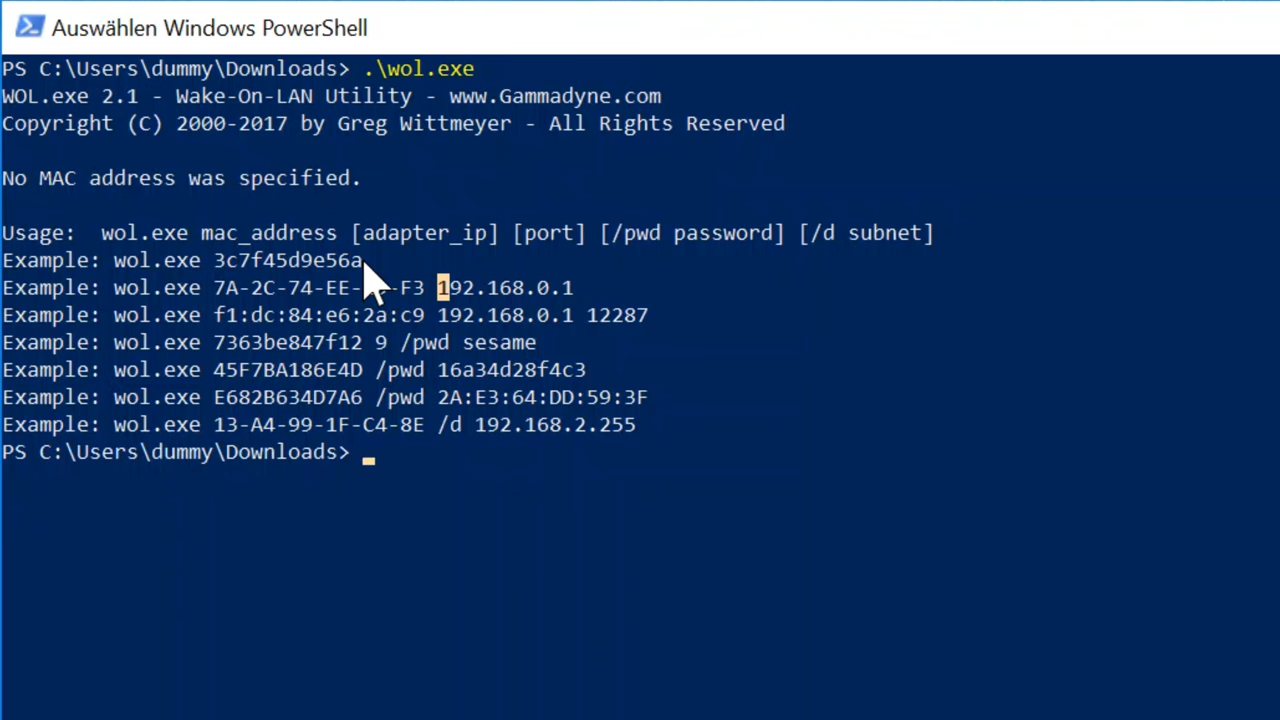 Auswählen Windows PowerShell
PS C:\Users\dummy\Downloads> .\wol.exe
WOL.exe 2.1 - Wake-On-LAN Utility - www.Gammadyne.com
Copyright (C) 2000-2017 by Greg Wittmeyer - All Rights Reserved
No MAC address was specified.
Usage:  wol.exe mac_address [adapter_ip] [port] [/pwd password] [/d subnet]
Example: wol.exe 3c7f45d9e56a
Example: wol.exe 192.168.0.1
Example: wol.exe f1:dc:84:e6:2a:c9 192.168.0.1 12287
Example: wol.exe 7363be847f12 9 /pwd sesame
Example: wol.exe 45F7BA186E4D /pwd 16a34d28f4c3
Example: wol.exe E682B634D7A6 /pwd 2A:E3:64:DD:59:3F
Example: wol.exe 13-A4-99-1F-C4-8E /d 192.168.2.255
PS C:\Users\dummy\Downloads>